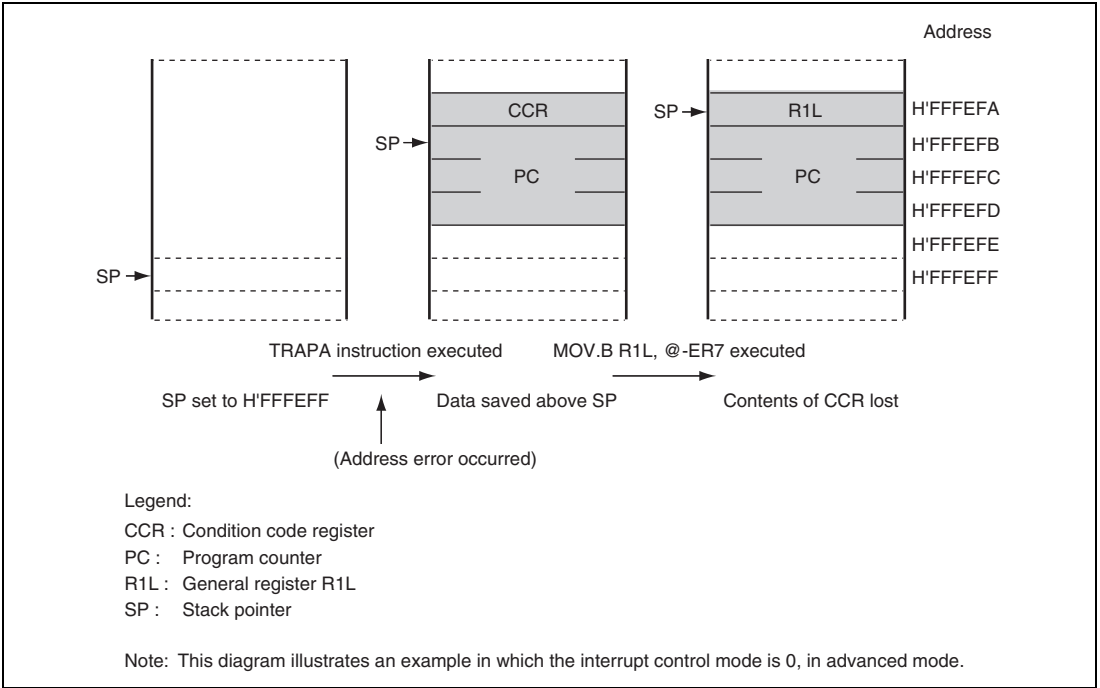 Address
CCR
SP
R1L
H'FFFEFA
SP
H'FFFEFB
PC
PC
H'FFFEFC
H'FFFEFD
H'FFFEFE
SP
H'FFFEFF
TRAPA instruction executed
MOV.B R1L, @-ER7 executed
SP set to H'FFFEFF
Data saved above SP
Contents of CCR lost
(Address error occurred)
Legend:
CCR : Condition code register
PC : Program counter
R1L : General register R1L
SP : Stack pointer
Note: This diagram illustrates an example in which the interrupt control mode is 0, in advanced mode.